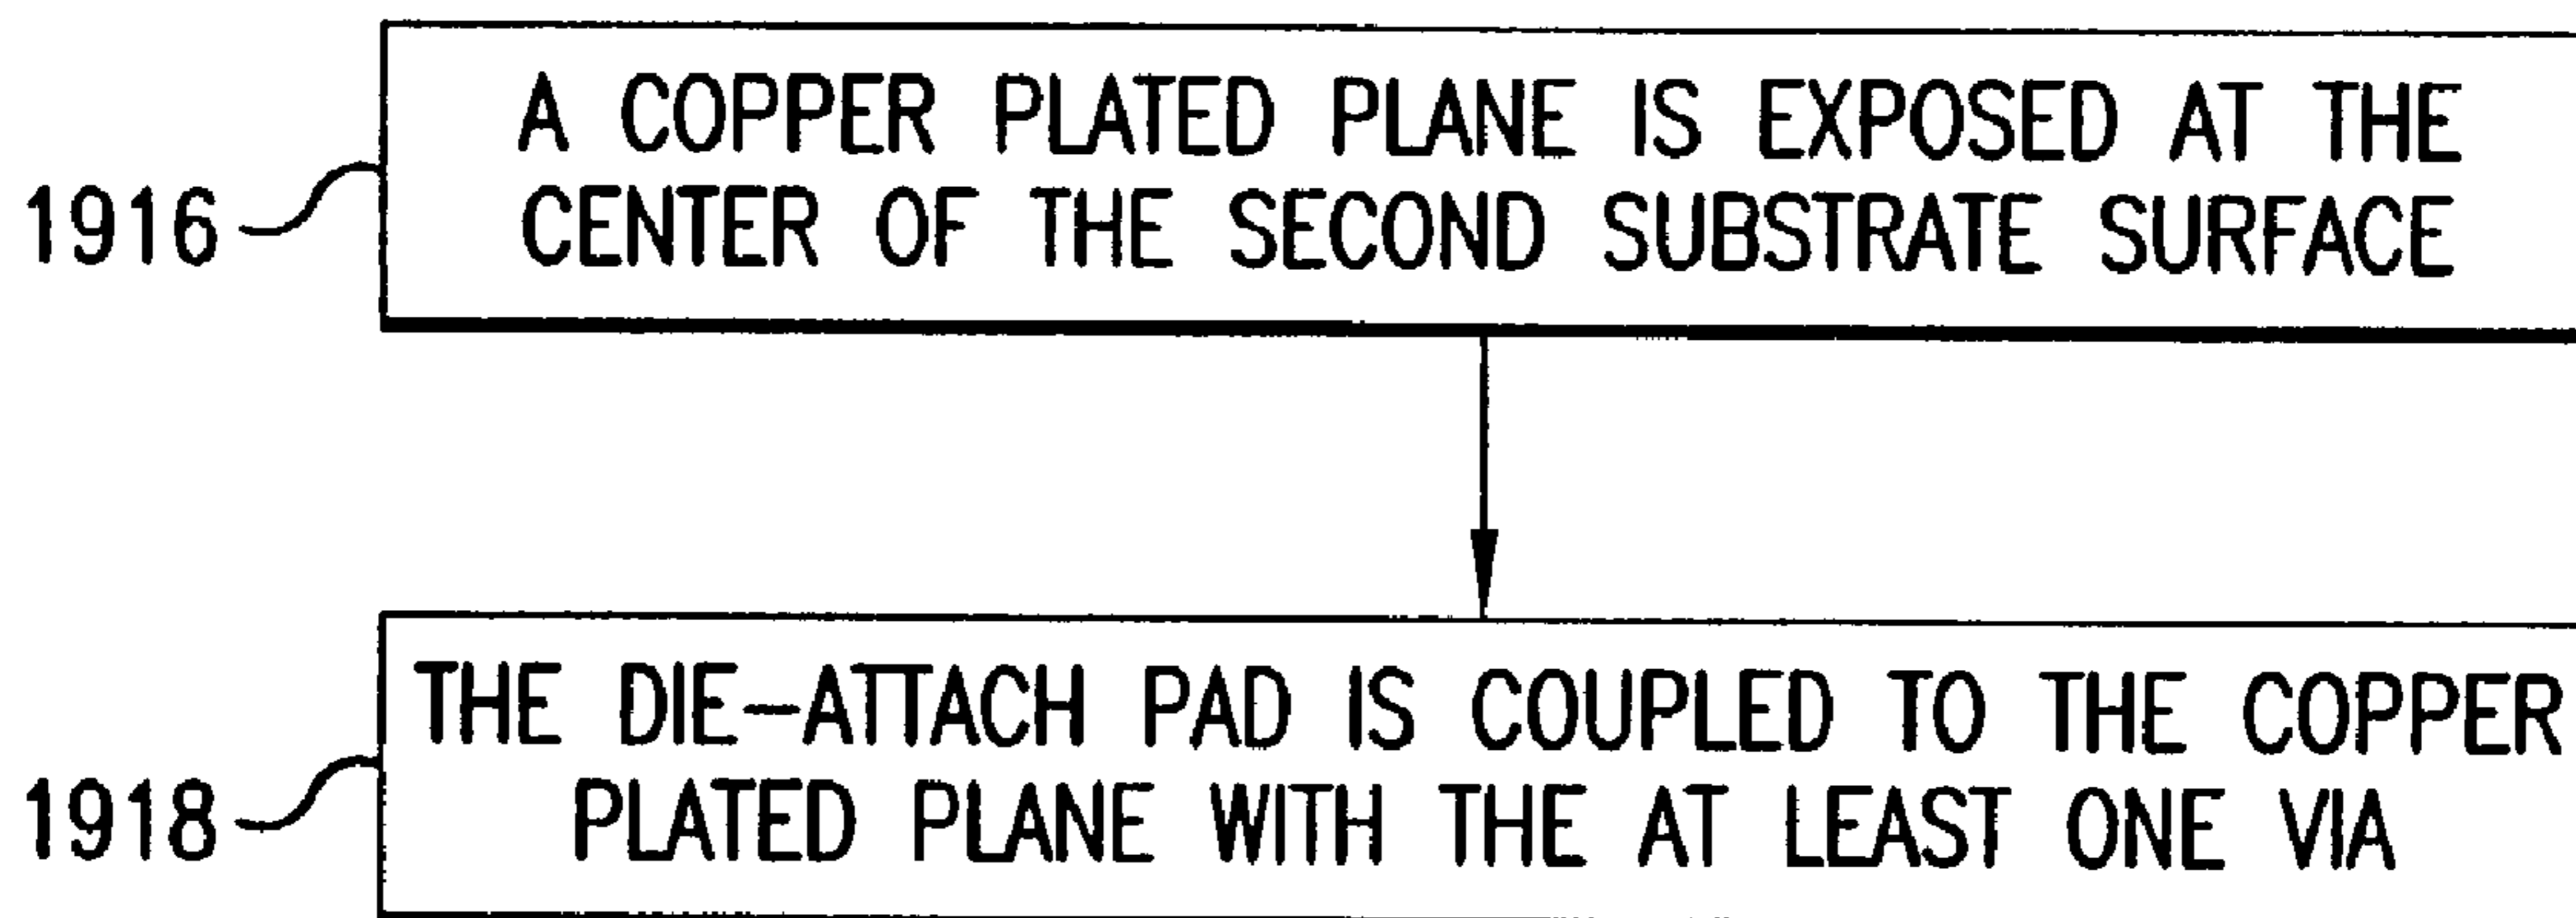 1916
A COPPER PLATED PLANE IS EXPOSED AT THE
CENTER OF THE SECOND SUBSTRATE SURFACE
1918
THE DIE-ATTACH PAD IS COUPLED TO THE COPPER
PLATED PLANE WITH THE AT LEAST ONE VIA